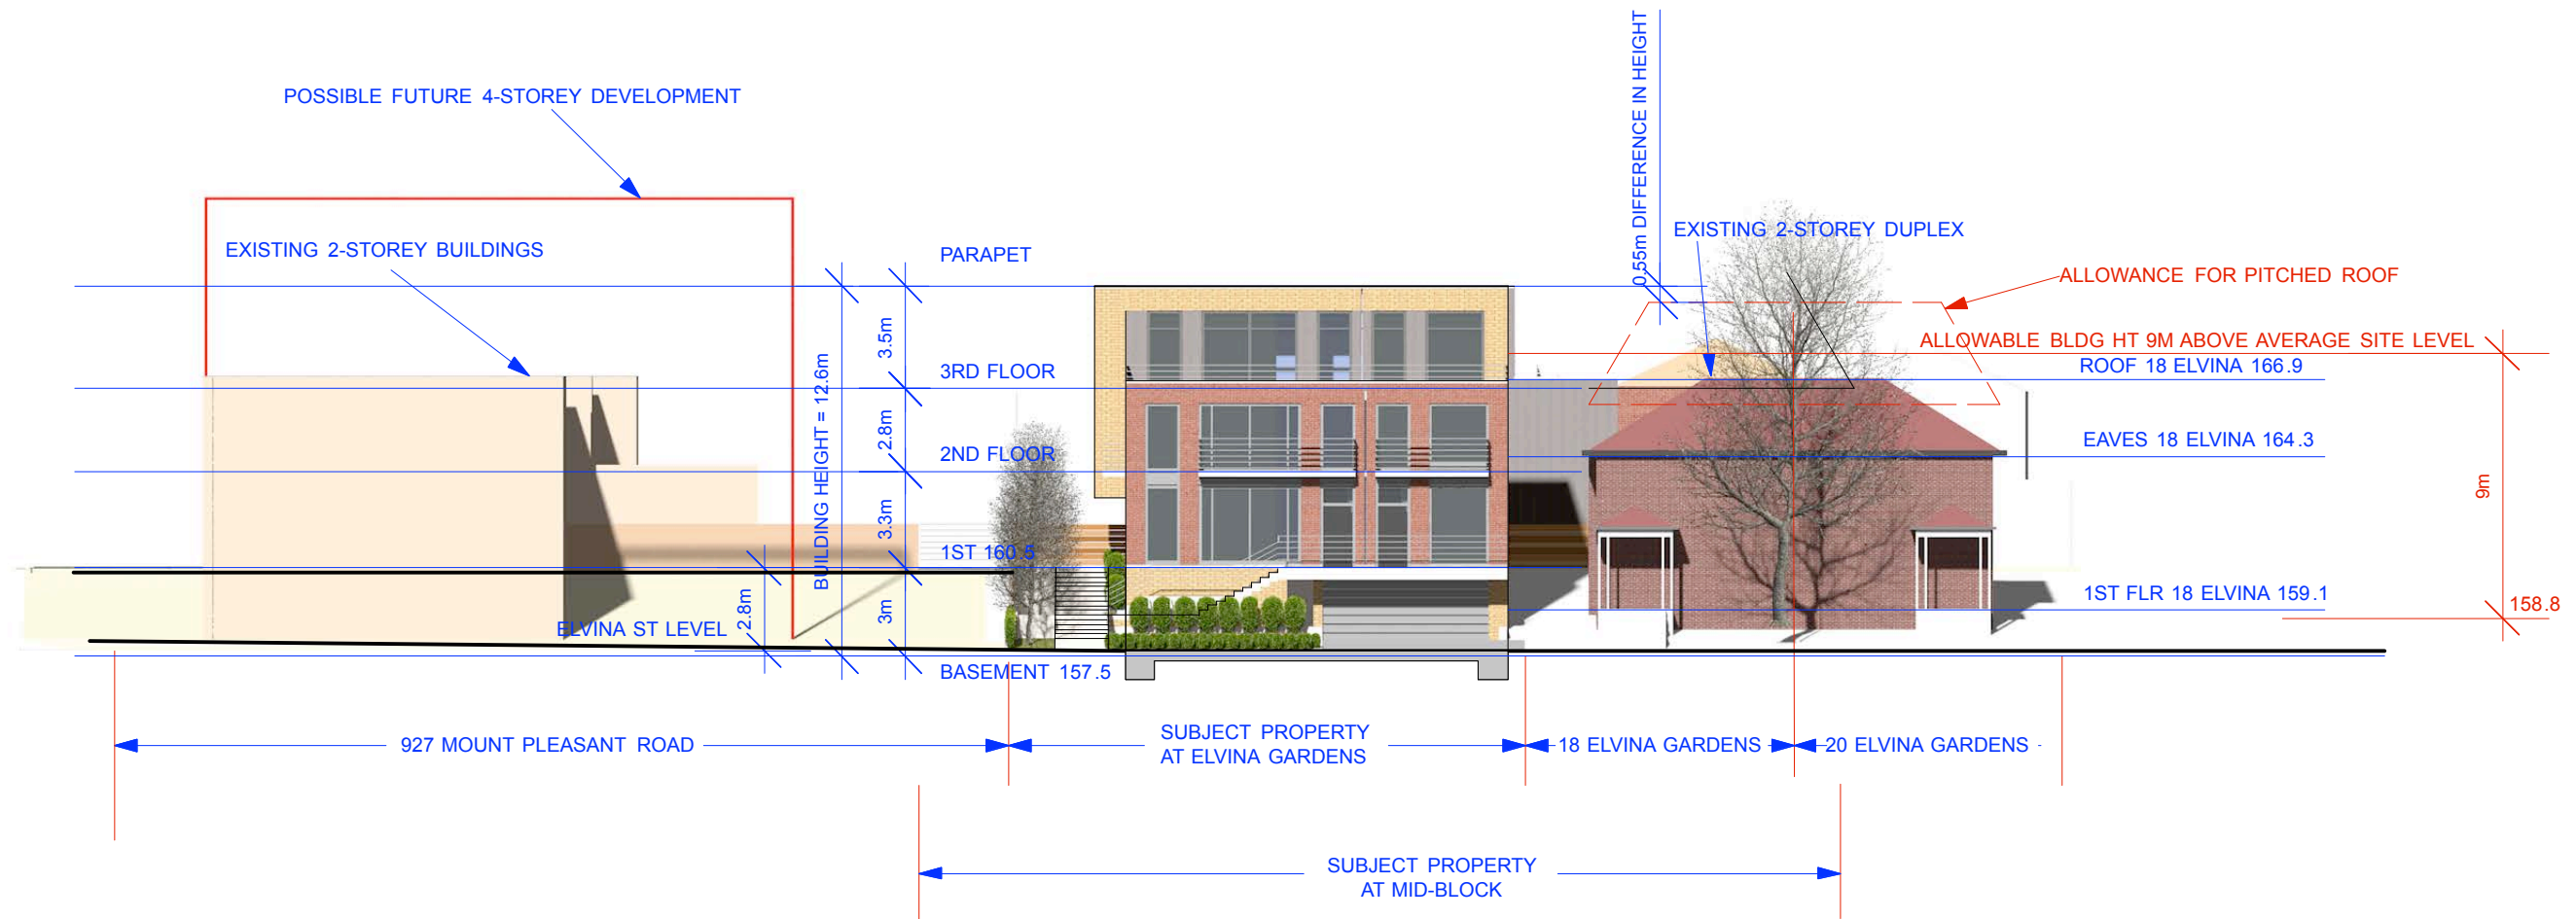 0.55m DIFFERENCE IN HEIGHT
POSSIBLE FUTURE 4-STOREY DEVELOPMENT
EXISTING 2-STOREY BUILDINGS
PARAPET
EXISTING 2-STOREY DUPLEX
ALLOWANCE FOR PITCHED ROOF
ALLOWABLE BLDG HT 9M ABOVE AVERAGE SITE LEVEL
ROOF 18 ELVINA 166.9
3.5m
3RD FLOOR
BUILDING HEIGHT = 12.6m
2.8m
2ND FLOOR
EAVES 18 ELVINA 164.3
9m
3.3m
1ST 160.5
1ST FLR 18 ELVINA 159.1
158.8
2.8m
3m
ELVINA ST LEVEL
BASEMENT 157.5
927 MOUNT PLEASANT ROAD
SUBJECT PROPERTY
AT ELVINA GARDENS
18 ELVINA GARDENS
20 ELVINA GARDENS
SUBJECT PROPERTY
AT MID-BLOCK